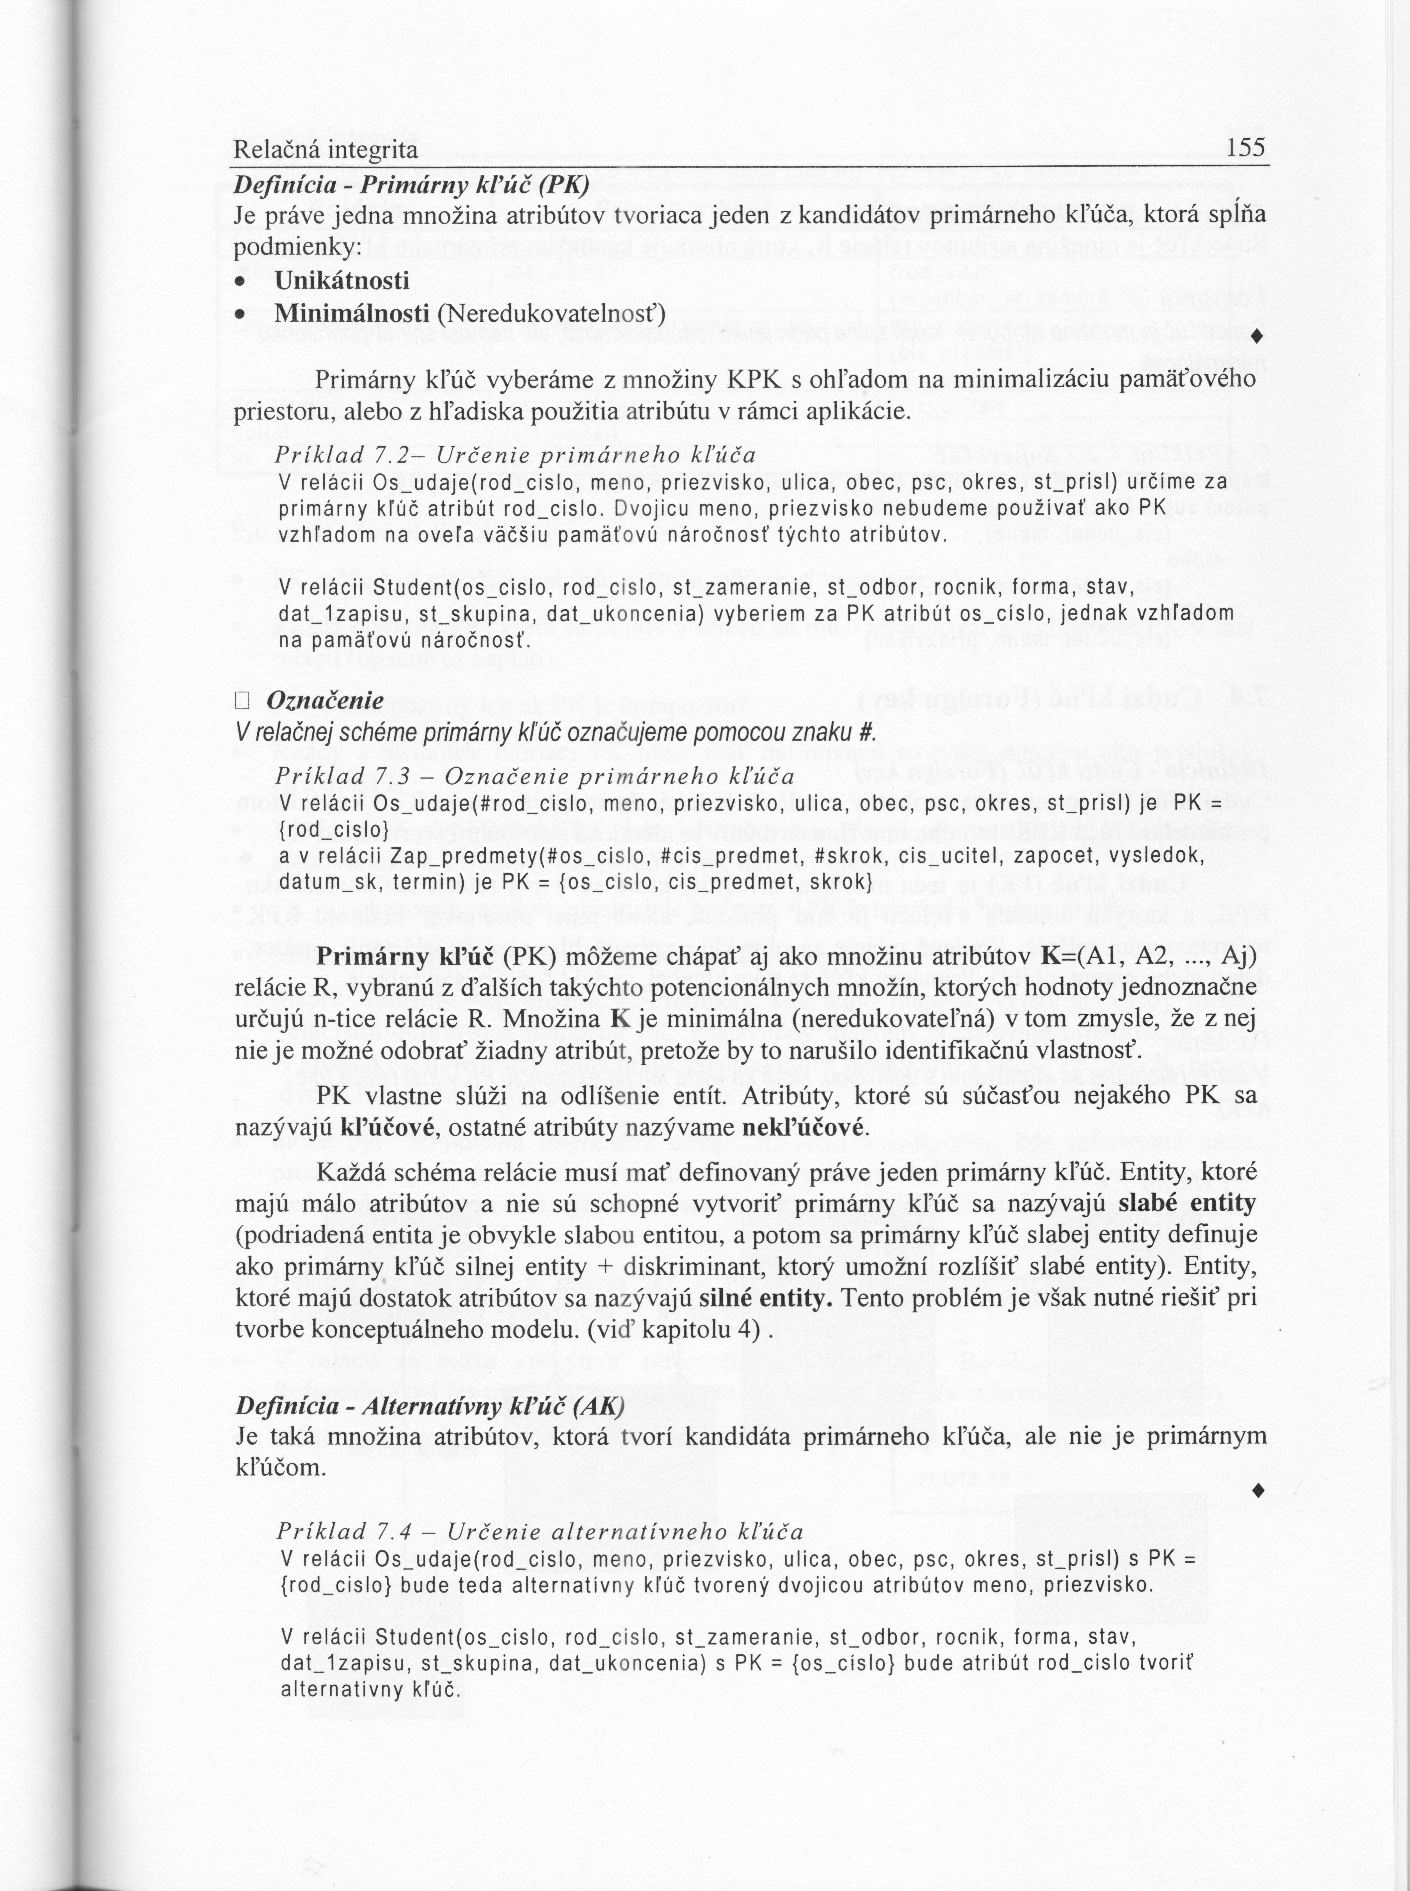 Relačná integrita 155
Definícia - Primárny kľúč (PK)
Je práve jedna množina atribútov tvoriaca jeden z kandidátov primárneho kľúča, ktorá spĺňa
podmienky:
• Unikátnosti
• Minimálnosti (Neredukovatelnosť)
♦
Primárny kľúč vyberáme z množiny KPK s ohľadom na minimalizáciu pamäťového
priestoru, alebo z hľadiska použitia atribútu v rámci aplikácie.
Príklad 7.2– Určenie primárneho kľúča
V relácii Os_udaje(rod_cislo, meno, priezvisko, ulica, obec, psc, okres, st_prisl) určíme za
primárny kľúč atribút rod_cislo. Dvojicu meno, priezvisko nebudeme používať ako PK
vzhľadom na oveľa väčšiu pamäťovú náročnosť týchto atribútov.
V relácii Student(os_cislo, rod_cislo, st_zameranie, st_odbor, rocnik, forma, stav,
dat_1zapisu, st_skupina, dat_ukoncenia) vyberiem za PK atribút os_císlo, jednak vzhľadom
na pamäťovú náročnosť.
□ Označenie
V relačnej schéme primárny kľúč označujeme pomocou znaku #.
Príklad 7.3 – Označenie primárneho kľúča
V relácii Os_udaje(#rod_cislo, meno, priezvisko, ulica, obec, psc, okres, st_prisl) je PK =
{rod_cislo}
a v relácii Zap_predmety(#os_cislo, #cis_predmet, #skrok, cis_ucitel, zapocet, vysledok,
datum_sk, termin) je PK = {os_cislo, cis_predmet, skrok}
Primárny kľúč (PK) môžeme chápať aj ako množinu atribútov K=(A1, A2, ..., Aj)
relácie R, vybranú z ďalších takýchto potencionálnych množín, ktorých hodnoty jednoznačne
určujú n-tice relácie R. Množina K je minimálna (neredukovateľná) v tom zmysle, že z nej
nie je možné odobrať žiadny atribút, pretože by to narušilo identifikačnú vlastnosť.
PK vlastne slúži na odlíšenie entít. Atribúty, ktoré sú súčasťou nejakého PK sa
nazývajú kľúčové, ostatné atribúty nazývame nekľúčové.
Každá schéma relácie musí mať definovaný práve jeden primárny kľúč. Entity, ktoré
majú málo atribútov a nie sú schopné vytvoriť primárny kľúč sa nazývajú slabé entity
(podriadená entita je obvykle slabou entitou, a potom sa primárny kľúč slabej entity definuje
ako primárny kľúč silnej entity + diskriminant, ktorý umožní rozlíšiť slabé entity). Entity,
ktoré majú dostatok atribútov sa nazývajú silné entity. Tento problém je však nutné riešiť pri
tvorbe konceptuálneho modelu. (viď kapitolu 4) .
Definícia - Alternatívny kľúč (AK)
Je taká množina atribútov, ktorá tvorí kandidáta primárneho kľúča, ale nie je primárnym
kľúčom.
♦
Príklad 7.4 – Určenie alternatívneho kľúča
V relácii Os_udaje(rod_cislo, meno, priezvisko, ulica, obec, psc, okres, st_prisl) s PK =
{rod_cislo} bude teda alternatívny kľúč tvorený dvojicou atribútov meno, priezvisko.
V relácii Student(os_cislo, rod_cislo, st_zameranie, st_odbor, rocnik, forma, stav,
dat_1zapisu, st_skupina, dat_ukoncenia) s PK = {os_císlo} bude atribút rod_cislo tvoriť
alternatívny kľúč.